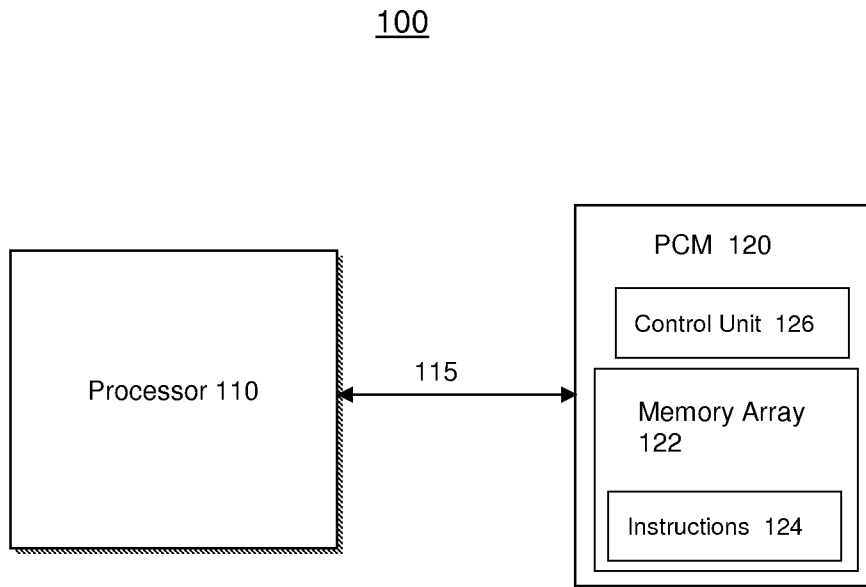 100
PCM 120
Control Unit 126
Processor 110
115
Memory Array
122
Instructions 124